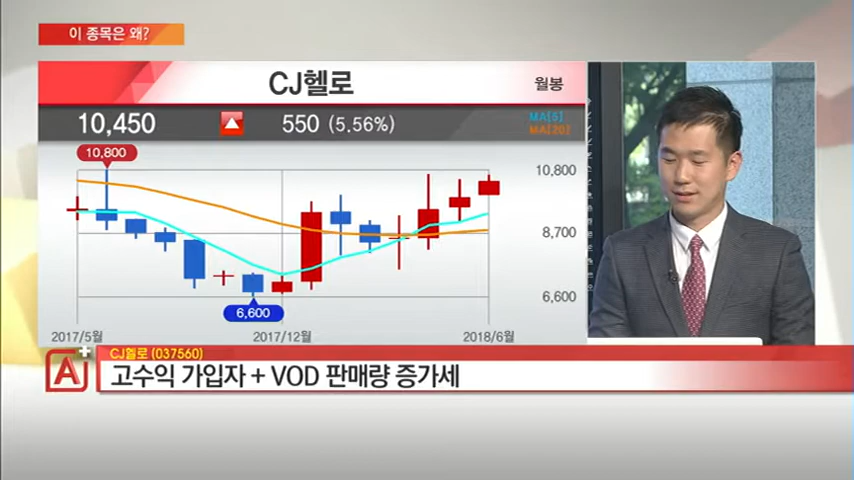 이 종목은 왜?
CJ헬로
월봉
10,450
550 (5.56%)
MA[5]
MA[20]
10,800
10,800
8,700
6,600
6,600
2017/5월
2017/12월
2018/6월
A+
CJ헬로 (037560)
고수익 가입자 + VOD 판매량 증가세